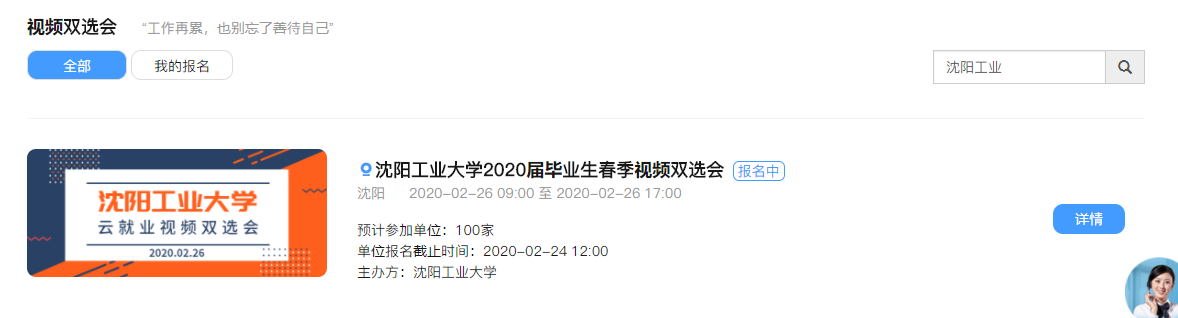 视频双选会 “工作再累，也别忘了善待自己”
全部 我的报名
沈阳工业
沈阳工业大学
云就业视频双选会
2020.02.26
沈阳工业大学2020届毕业生春季视频双选会 报名中
沈阳 2020-02-26 09:00 至 2020-02-26 17:00
预计参加单位：100家
单位报名截止时间：2020-02-24 12:00
主办方：沈阳工业大学
详情